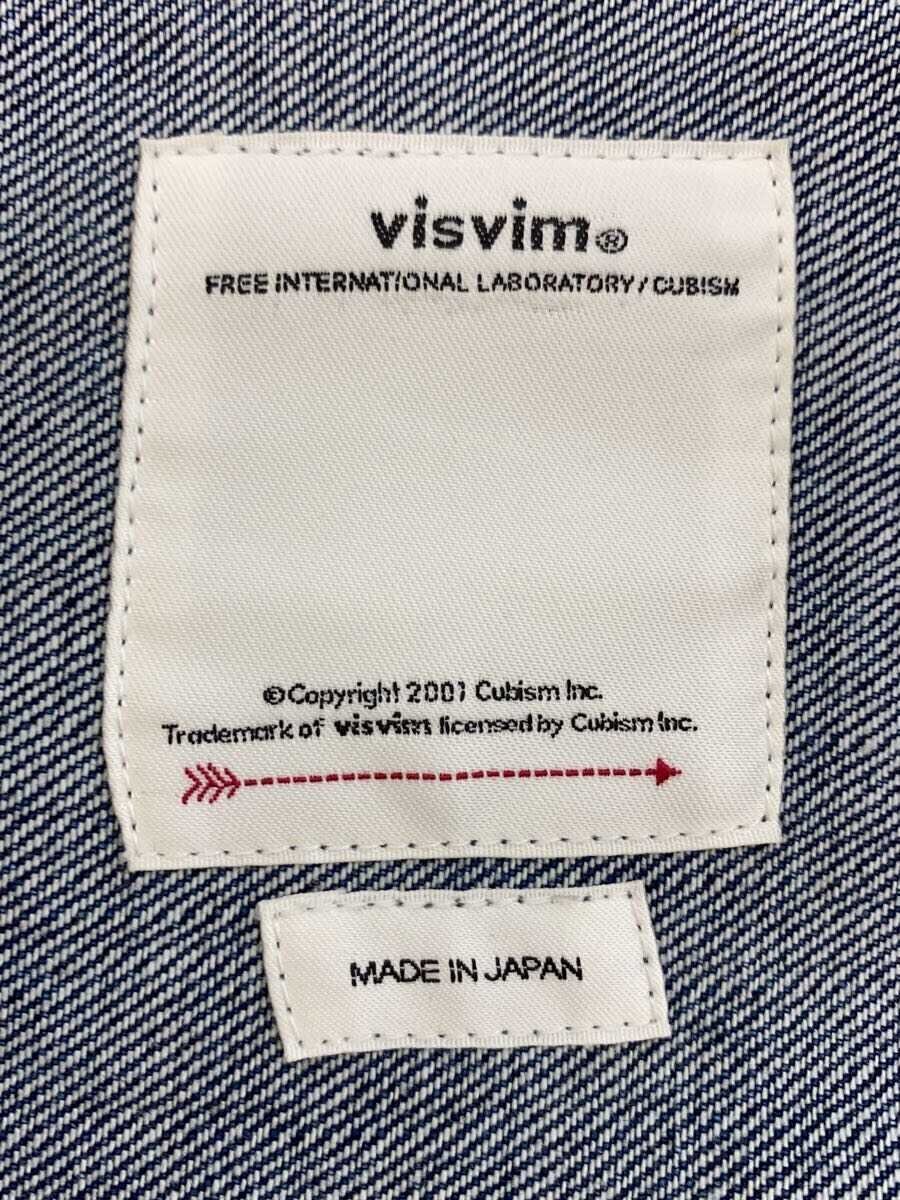 visvim®
FREE INTERNATIONAL LABORATORY / CUBISM
©Copyright 2001 Cubism Inc.
Trademark of visvim licensed by Cubism Inc.
MADE IN JAPAN